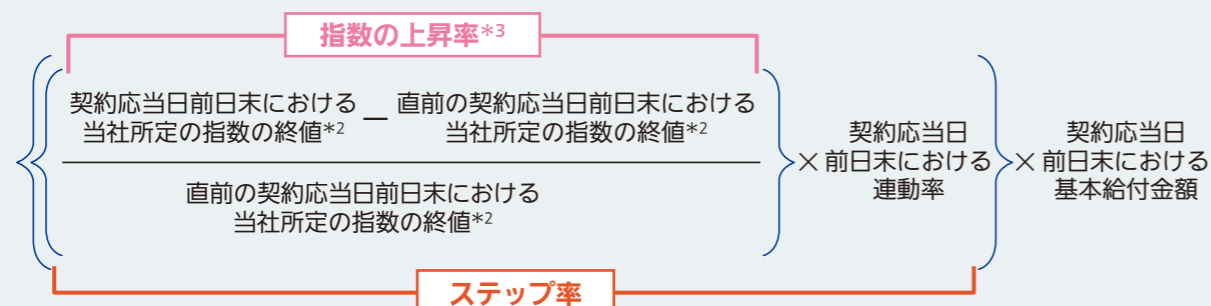 指数の上昇率*3
契約応当日前日末における
当社所定の指数の終値*2
—
直前の契約応当日前日末における
当社所定の指数の終値*2
直前の契約応当日前日末における
当社所定の指数の終値*2
×
契約応当日
前日末における
連動率
×
契約応当日
前日末における
基本給付金額
ステップ率